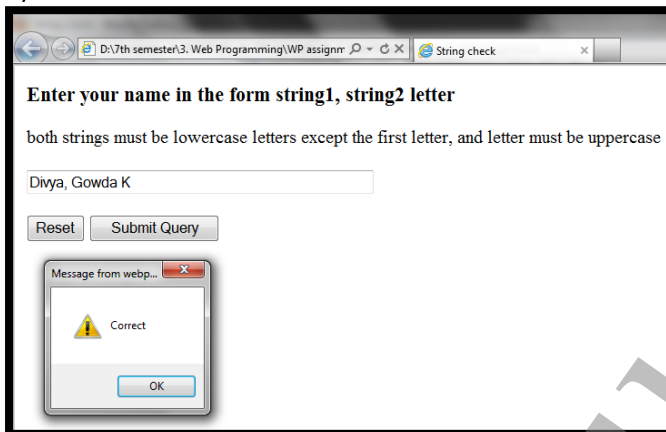 D:\7th semester\3. Web Programming\WP assignm
String check
Enter your name in the form string1, string2 letter
both strings must be lowercase letters except the first letter, and letter must be uppercase
Divya, Gowda K
Reset Submit Query
Message from webp...
Correct
OK